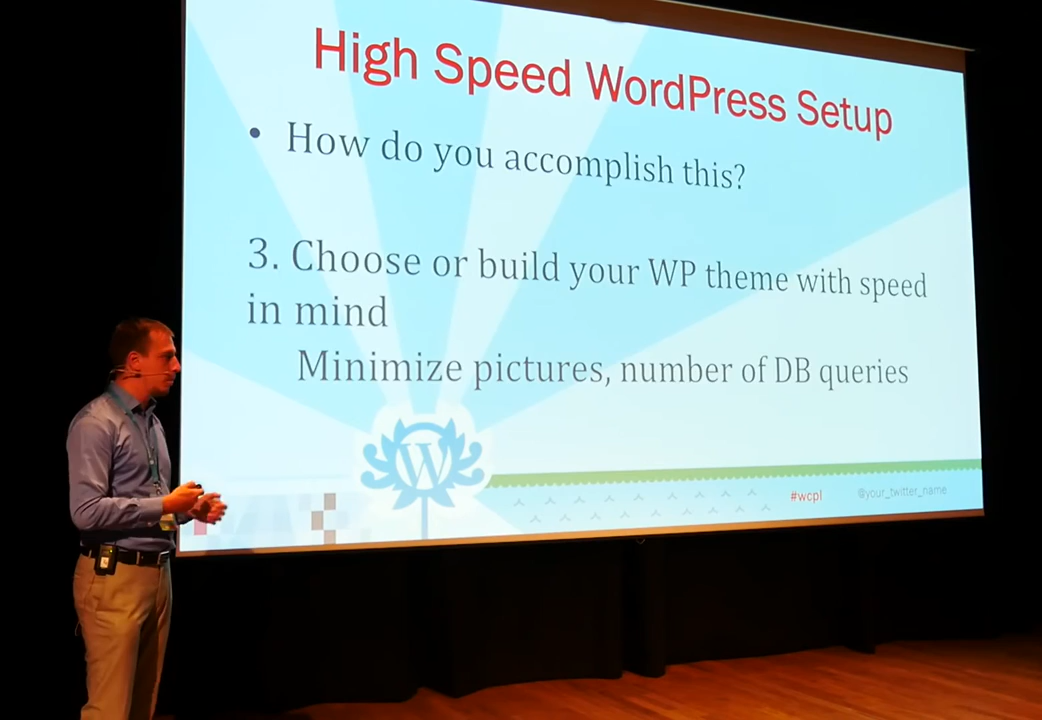 High Speed WordPress Setup
• How do you accomplish this?
3. Choose or build your WP theme with speed
in mind
Minimize pictures, number of DB queries
W
#wcpl
@your_twitter_name